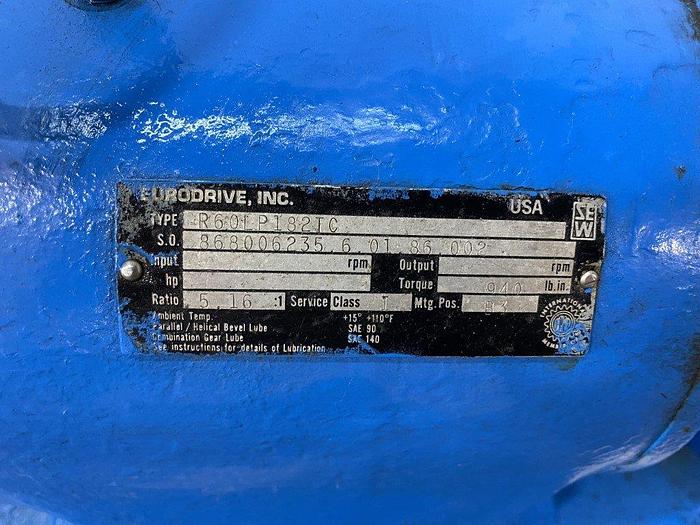 EURODRIVE, INC. USA
SEW
TYPE R60LP182TC
S.O. 868006235.6.01.86.002
Input rpm Output rpm
hp Torque 940 lb.in.
Ratio 5.16 :1 Service Class I Mtg.Pos. B3
Ambient Temp. +15° +110°F
Parallel / Helical Bevel Lube SAE 90
Combination Gear Lube SAE 140
See instructions for details of Lubrication